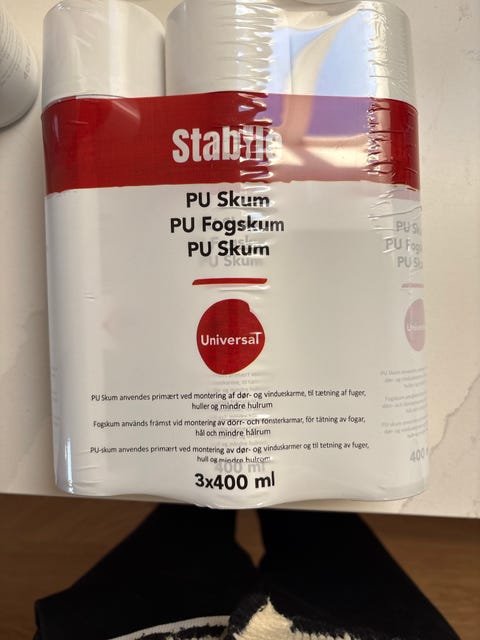 Stabilo
PU Skum
PU Fogskum
PU Skum
Universal
PU Skum anvendes primært ved montering af dør- og vindueskarme, til tætning af fuger,
huller og mindre hulrum
Fogskum används främst vid montering av dörr- och fönsterkarmar, för tätning av fogar,
hål och mindre hålrum
PU-skum anvendes primært ved montering av dør- og vinduskarmer og til tetning av fuger,
hull og mindre hulrom
400 ml
3x400 ml